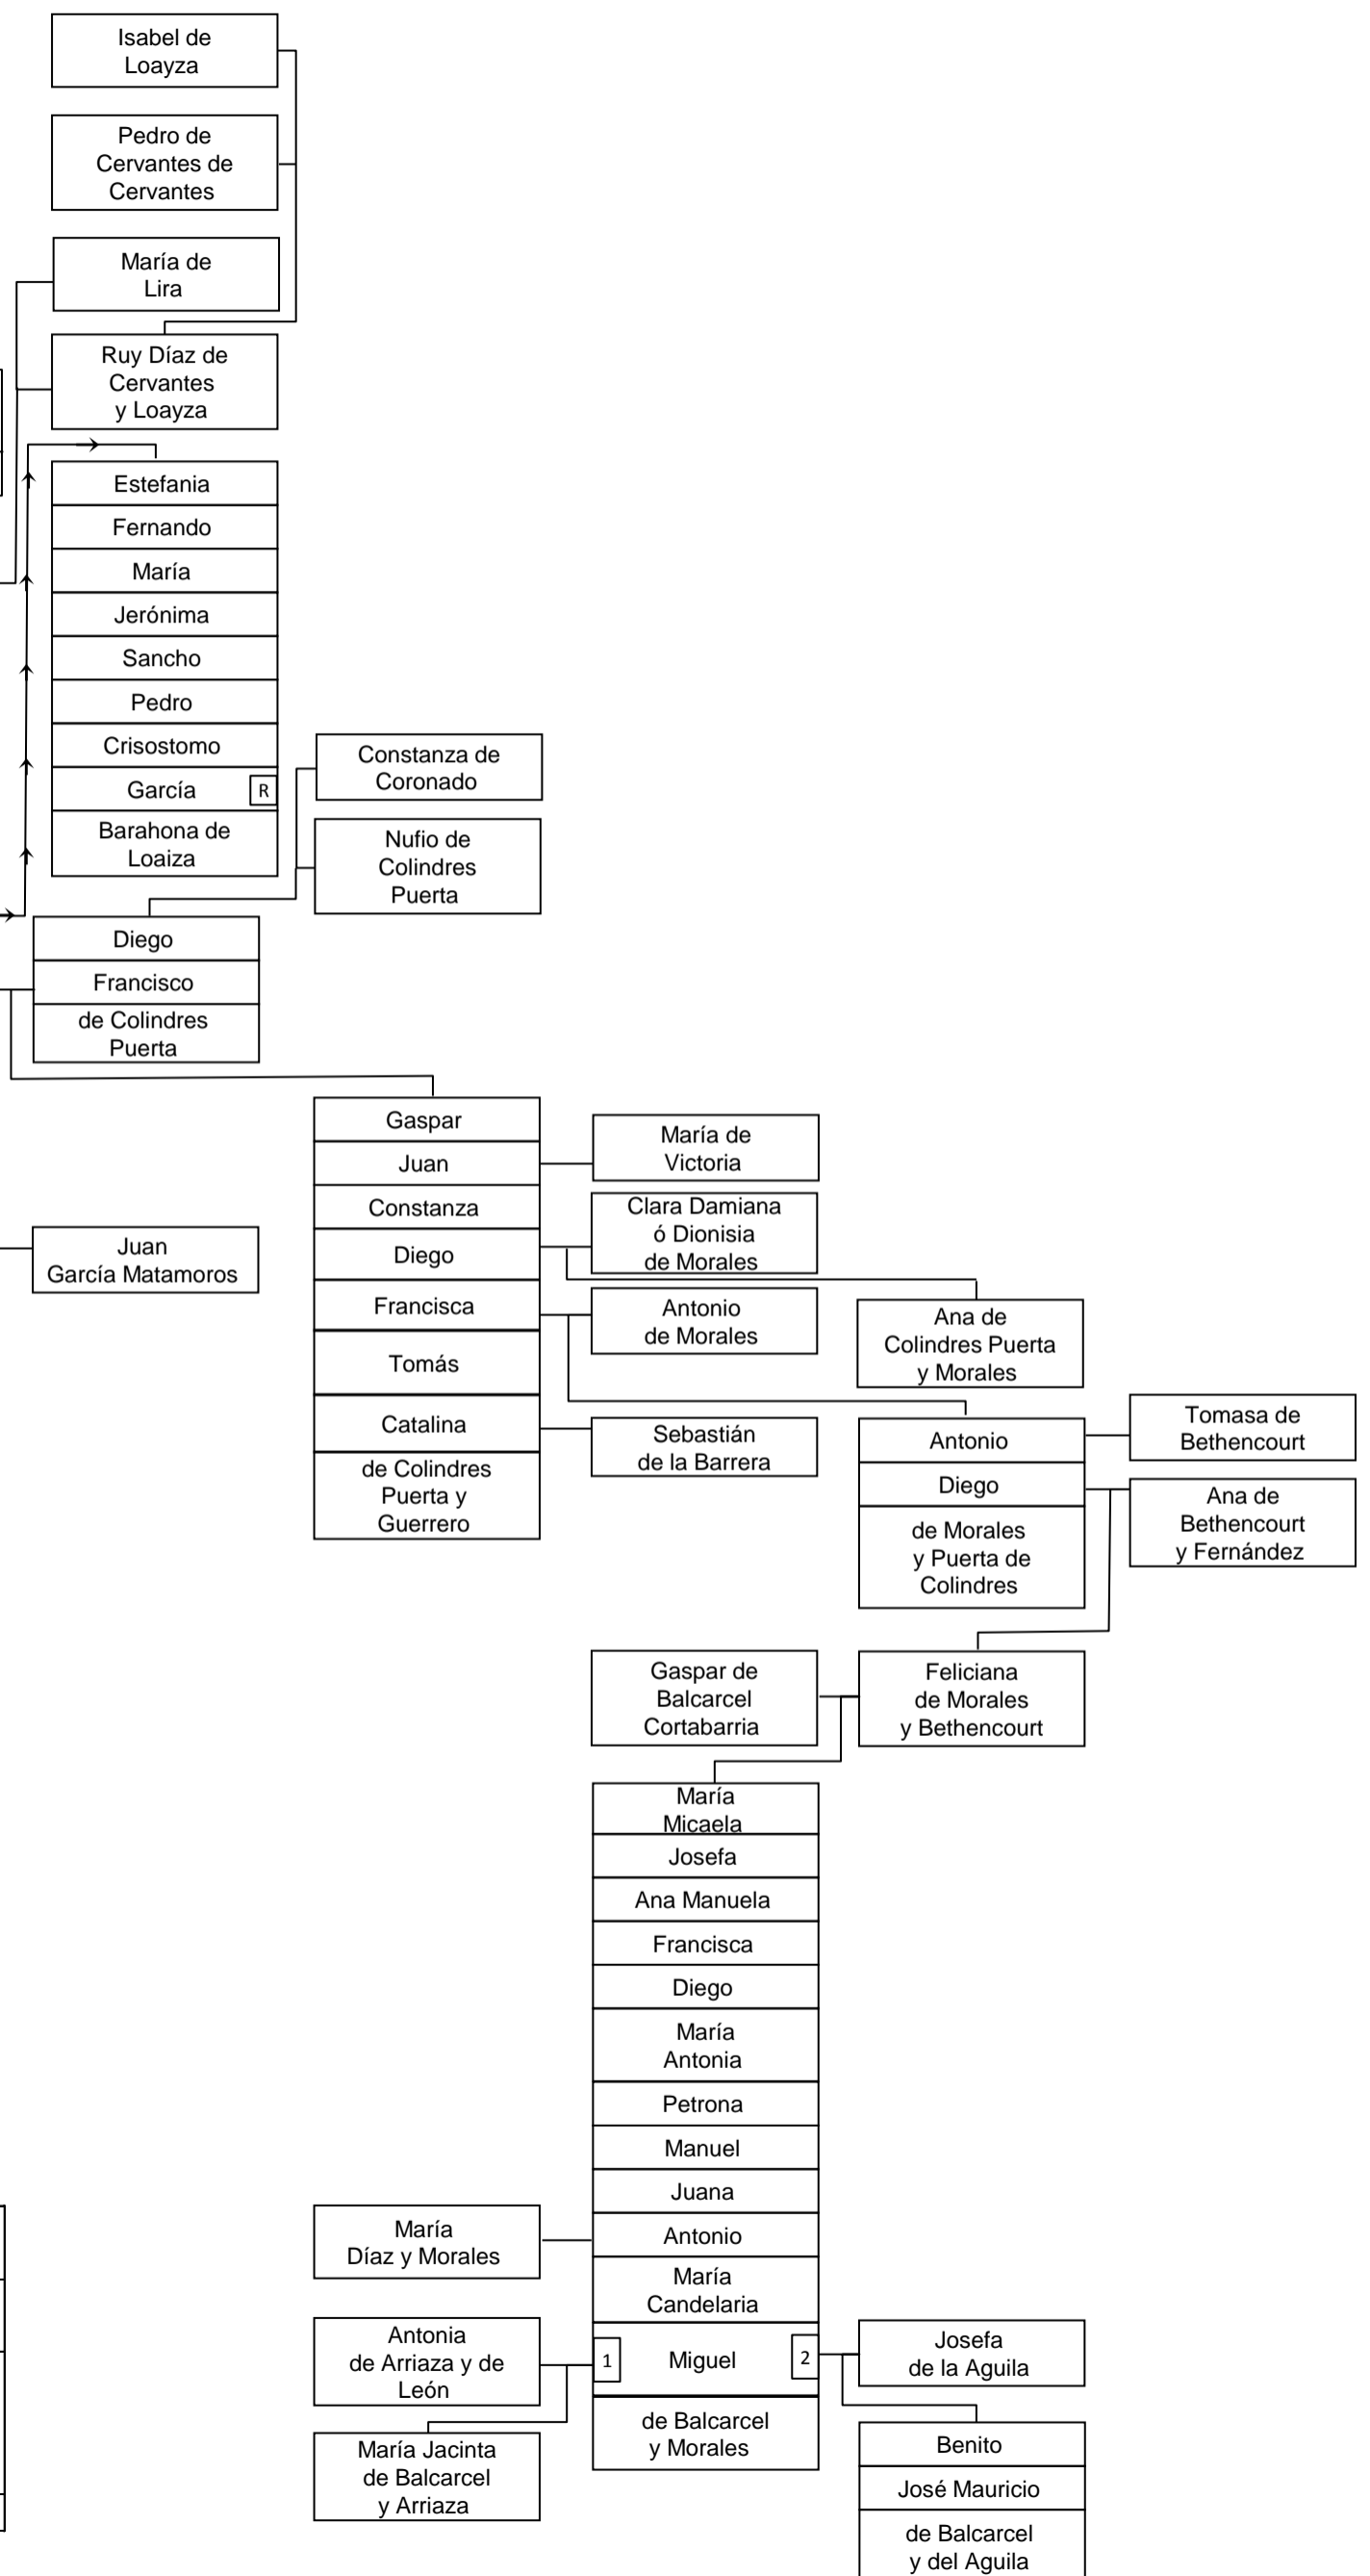 Isabel de
Loayza
Pedro de
Cervantes de
Cervantes
María de
Lira
Ruy Díaz de
Cervantes
y Loayza
Estefania
Fernando
María
Jerónima
Sancho
Pedro
Crisostomo
García
R
Barahona de
Loaiza
Constanza de
Coronado
Nufio de
Colindres
Puerta
Diego
Francisco
de Colindres
Puerta
Gaspar
Juan
Constanza
Diego
Francisca
Tomás
Catalina
de Colindres
Puerta y
Guerrero
María de
Victoria
Clara Damiana
ó Dionisia
de Morales
Antonio
de Morales
Sebastián
de la Barrera
Juan
García Matamoros
Ana de
Colindres Puerta
y Morales
Antonio
Diego
de Morales
y Puerta de
Colindres
Tomasa de
Bethencourt
Ana de
Bethencourt
y Fernández
Gaspar de
Balcarcel
Cortabarria
Feliciana
de Morales
y Bethencourt
María
Micaela
Josefa
Ana Manuela
Francisca
Diego
María
Antonia
Petrona
Manuel
Juana
Antonio
María
Candelaria
1
Miguel
2
de Balcarcel
y Morales
María
Díaz y Morales
Antonia
de Arriaza y de
León
María Jacinta
de Balcarcel
y Arriaza
Josefa
de la Aguila
Benito
José Mauricio
de Balcarcel
y del Aguila